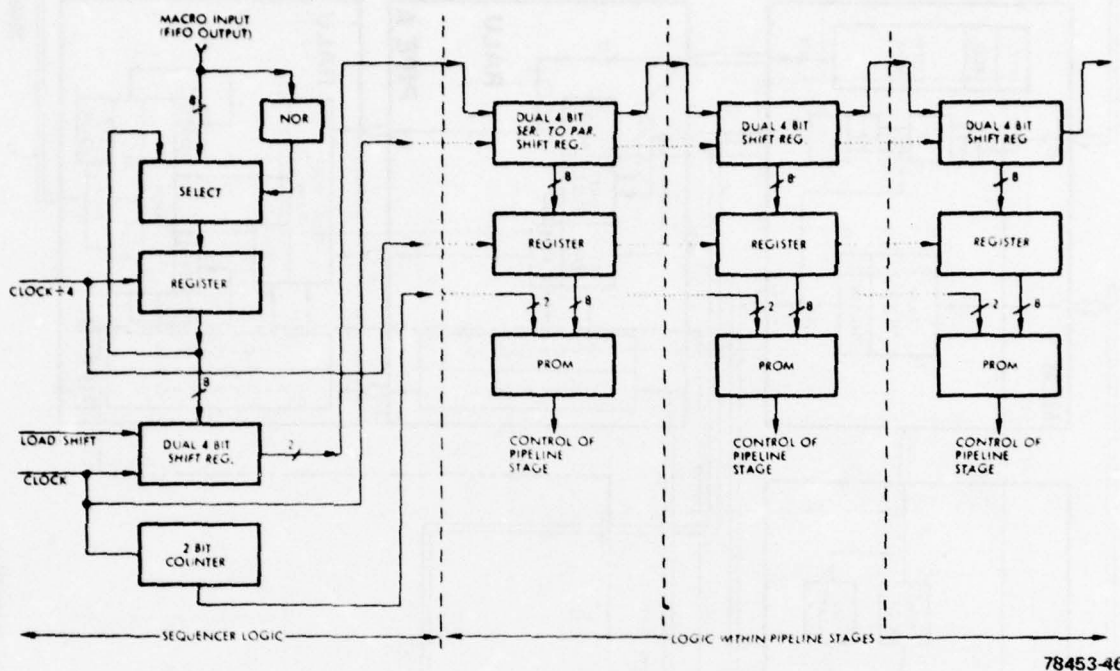 MACRO INPUT
(FIFO OUTPUT)
8
NOR
SELECT
CLOCK÷4
REGISTER
8
LOAD SHIFT
DUAL 4 BIT
SHIFT REG.
2
CLOCK
2 BIT
COUNTER
DUAL 4 BIT
SER. TO PAR.
SHIFT REG.
8
REGISTER
2
8
PROM
CONTROL OF
PIPELINE
STAGE
DUAL 4 BIT
SHIFT REG.
8
REGISTER
2
8
PROM
CONTROL OF
PIPELINE
STAGE
DUAL 4 BIT
SHIFT REG
8
REGISTER
2
8
PROM
CONTROL OF
PIPELINE
STAGE
SEQUENCER LOGIC
LOGIC WITHIN PIPELINE STAGES